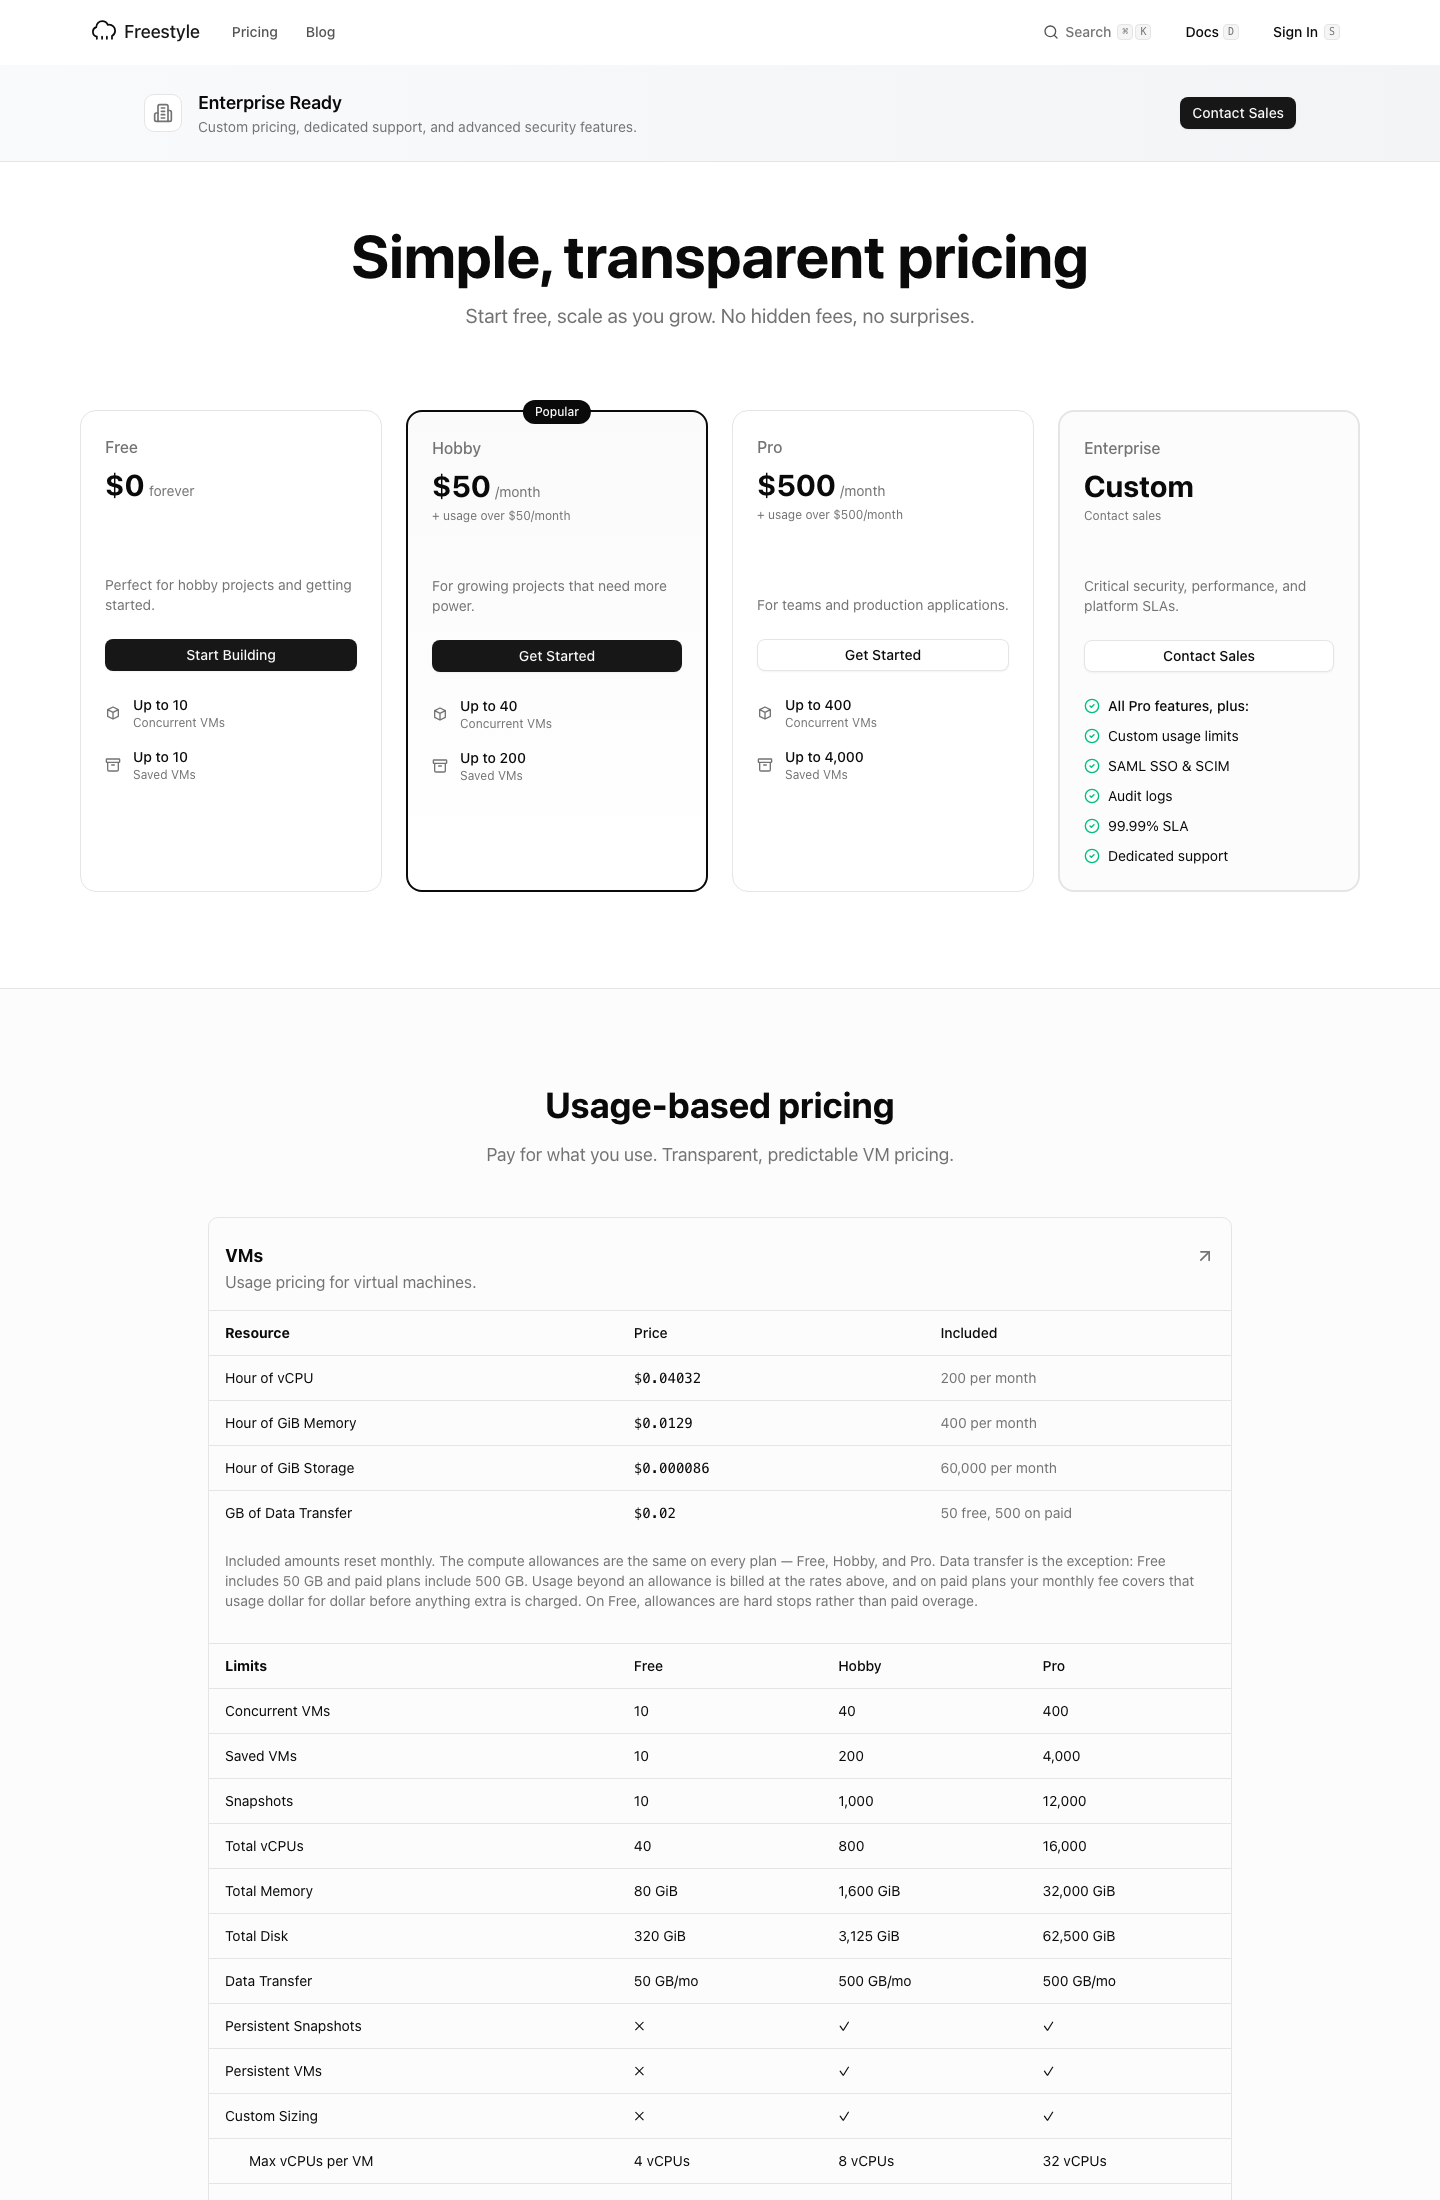 Freestyle Pricing Blog Search ⌘ K Docs D Sign In S
Enterprise Ready
Custom pricing, dedicated support, and advanced security features.
Contact Sales
Simple, transparent pricing
Start free, scale as you grow. No hidden fees, no surprises.
Free
$0 forever
Perfect for hobby projects and getting
started.
Start Building
Up to 10
Concurrent VMs
Up to 10
Saved VMs
Popular
Hobby
$50 /month
+ usage over $50/month
For growing projects that need more
power.
Get Started
Up to 40
Concurrent VMs
Up to 200
Saved VMs
Pro
$500 /month
+ usage over $500/month
For teams and production applications.
Get Started
Up to 400
Concurrent VMs
Up to 4,000
Saved VMs
Enterprise
Custom
Contact sales
Critical security, performance, and
platform SLAs.
Contact Sales
All Pro features, plus:
Custom usage limits
SAML SSO & SCIM
Audit logs
99.99% SLA
Dedicated support
Usage-based pricing
Pay for what you use. Transparent, predictable VM pricing.
VMs
Usage pricing for virtual machines.
Resource Price Included
Hour of vCPU $0.04032 200 per month
Hour of GiB Memory $0.0129 400 per month
Hour of GiB Storage $0.000086 60,000 per month
GB of Data Transfer $0.02 50 free, 500 on paid
Included amounts reset monthly. The compute allowances are the same on every plan — Free, Hobby, and Pro. Data transfer is the exception: Free
includes 50 GB and paid plans include 500 GB. Usage beyond an allowance is billed at the rates above, and on paid plans your monthly fee covers that
usage dollar for dollar before anything extra is charged. On Free, allowances are hard stops rather than paid overage.
Limits Free Hobby Pro
Concurrent VMs 10 40 400
Saved VMs 10 200 4,000
Snapshots 10 1,000 12,000
Total vCPUs 40 800 16,000
Total Memory 80 GiB 1,600 GiB 32,000 GiB
Total Disk 320 GiB 3,125 GiB 62,500 GiB
Data Transfer 50 GB/mo 500 GB/mo 500 GB/mo
Persistent Snapshots ✕ ✓ ✓
Persistent VMs ✕ ✓ ✓
Custom Sizing ✕ ✓ ✓
Max vCPUs per VM 4 vCPUs 8 vCPUs 32 vCPUs